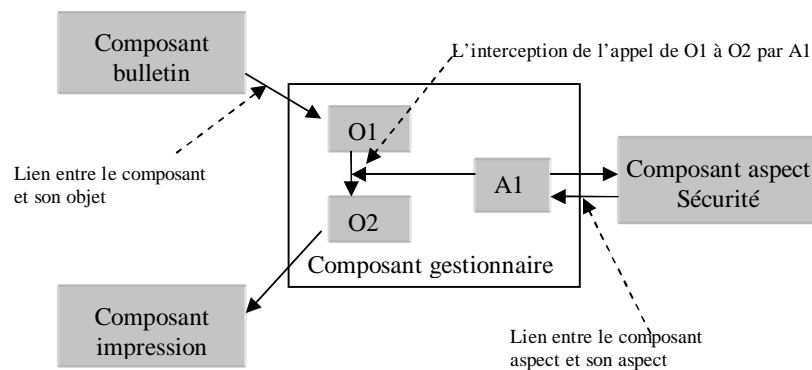 Composant
bulletin
L'interception de l'appel de O1 à O2 par A1
O1
Lien entre le composant
et son objet
A1
Composant aspect
Sécurité
O2
Composant gestionnaire
Composant
impression
Lien entre le composant
aspect et son aspect